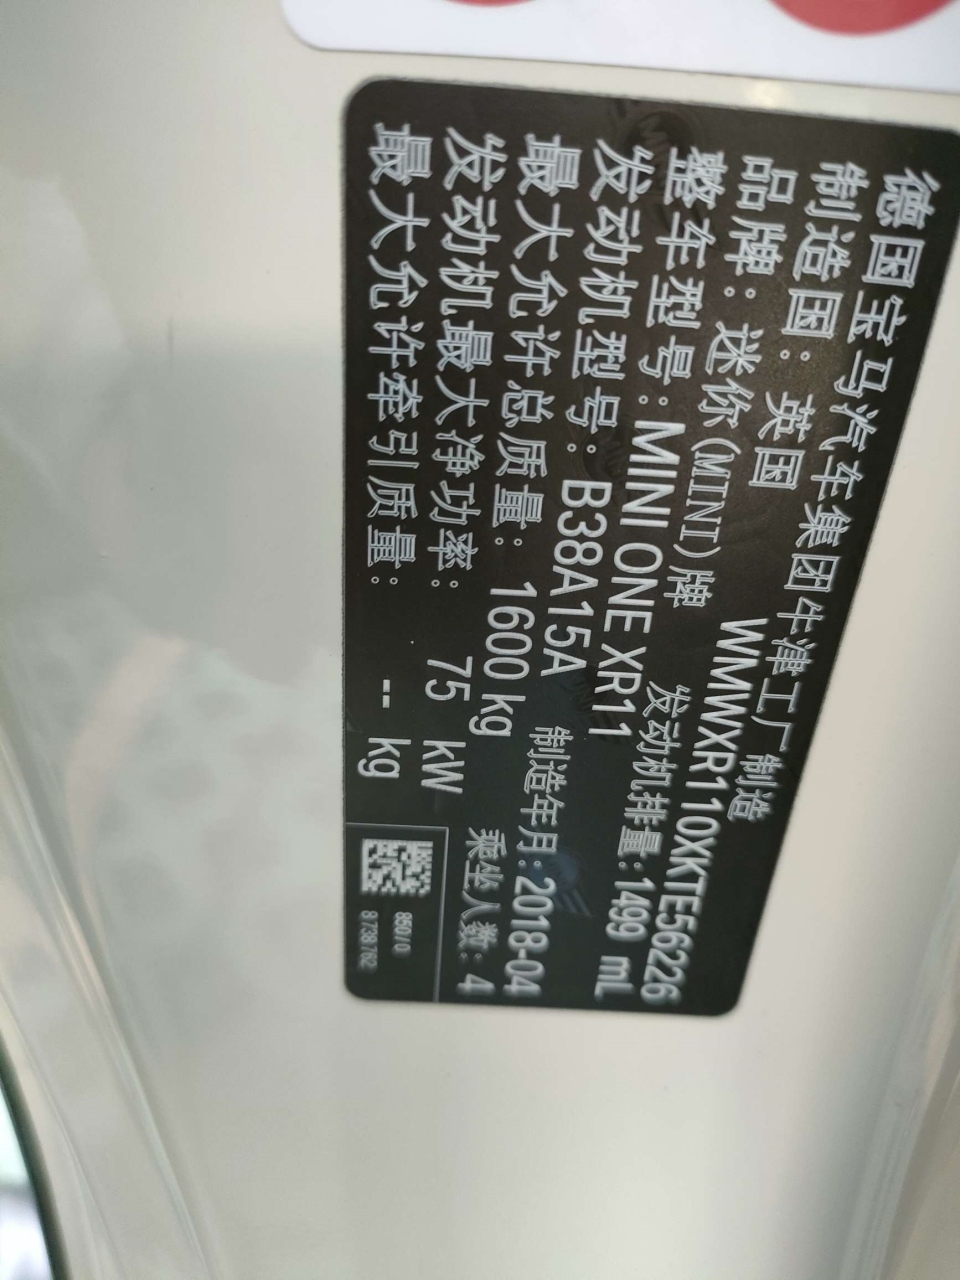 德国宝马汽车集团牛津工厂制造
制造国：英国 WMWXR110XKTE56226
品牌：迷你(MINI)牌
整车型号：MINI ONE XR11 发动机排量：1499 mL
发动机型号：B38A15A
最大允许总质量：1600 kg 制造年月：2018-04
发动机最大净功率：75 kW 乘坐人数：4
最大允许牵引质量：-- kg
850/0
8738762